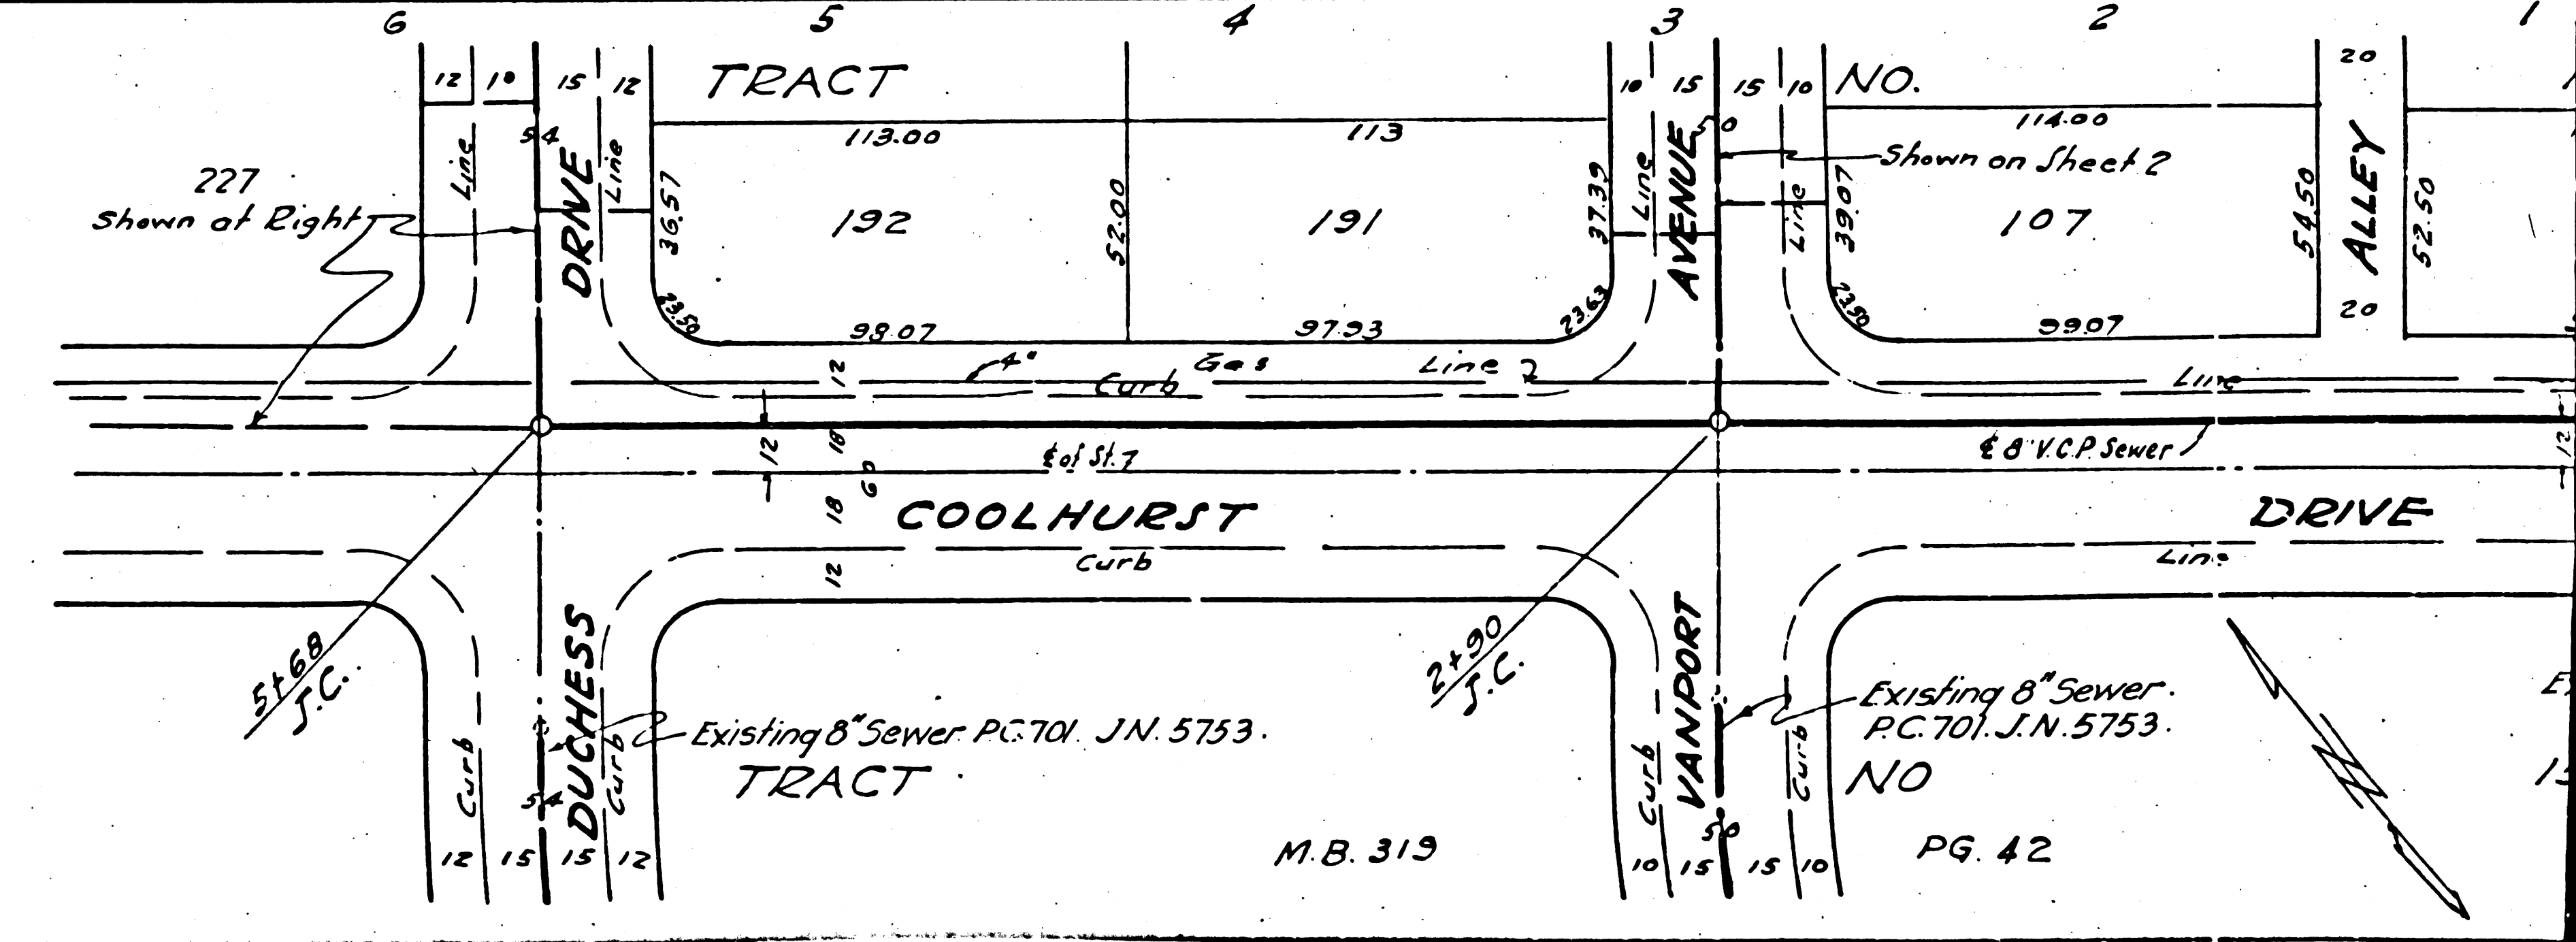 6 5 4 3 2 1
12 10 15 12 TRACT 10 15 15 10 NO. 20
54 113.00 113 50 114.00
Line DRIVE Line 36.57 52.00 37.39 Line AVENUE Line 39.07 54.50 ALLEY 52.50
Shown on Sheet 2
227
Shown at Right
192 191 107
23.50 98.07 97.93 23.63 23.50 99.07 20
12 4" Gas Line
Curb Line
12 18 ℄ of St. ℄ 8" V.C.P. Sewer 12
60
18 COOLHURST DRIVE
12 Curb Line
5+68
J.C.
2+90
J.C.
DUCHESS VANPORT
Existing 8" Sewer. P.C. 701. J.N. 5753.
Existing 8" Sewer.
P.C. 701. J.N. 5753.
TRACT NO
Curb Curb Curb Curb
54 50
12 15 15 12 M.B. 319 10 15 15 10 PG. 42